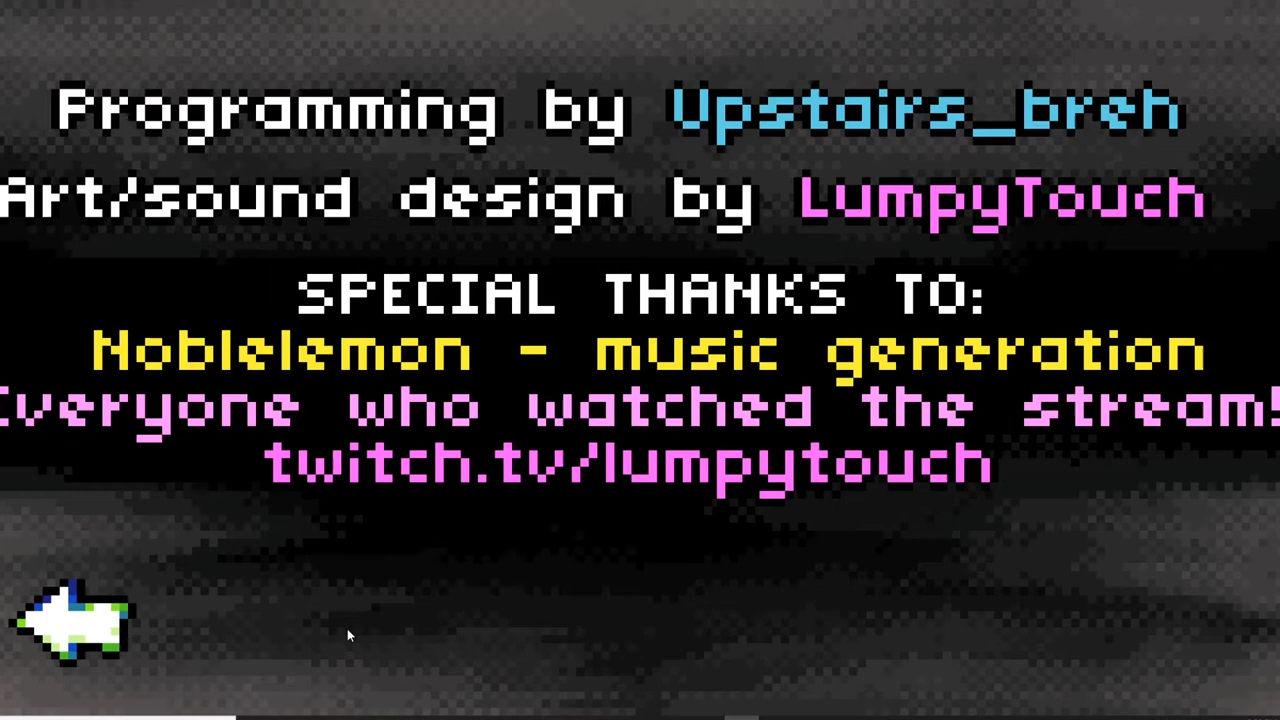 Programming by Upstairs_breh
Art/sound design by LumpyTouch
SPECIAL THANKS TO:
Noblelemon - music generation
Everyone who watched the stream!
twitch.tv/lumpytouch